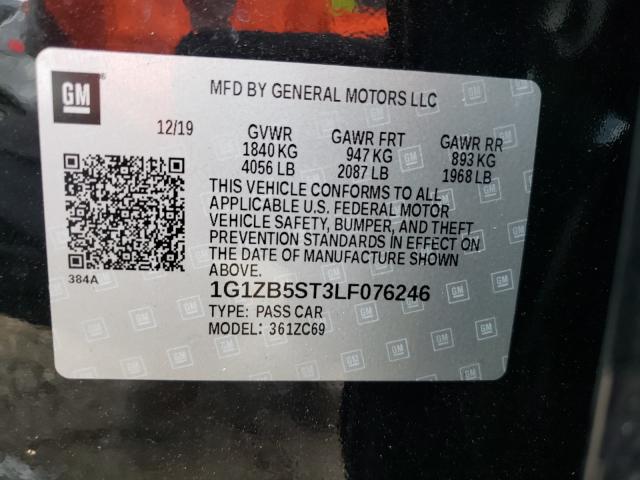 GM
MFD BY GENERAL MOTORS LLC
12/19 GVWR GAWR FRT GAWR RR
1840 KG 947 KG 893 KG
4056 LB 2087 LB 1968 LB
THIS VEHICLE CONFORMS TO ALL
APPLICABLE U.S. FEDERAL MOTOR
VEHICLE SAFETY, BUMPER, AND THEFT
PREVENTION STANDARDS IN EFFECT ON
THE DATE OF MANUFACTURE SHOWN
ABOVE.
384A
1G1ZB5ST3LF076246
TYPE: PASS CAR
MODEL: 361ZC69